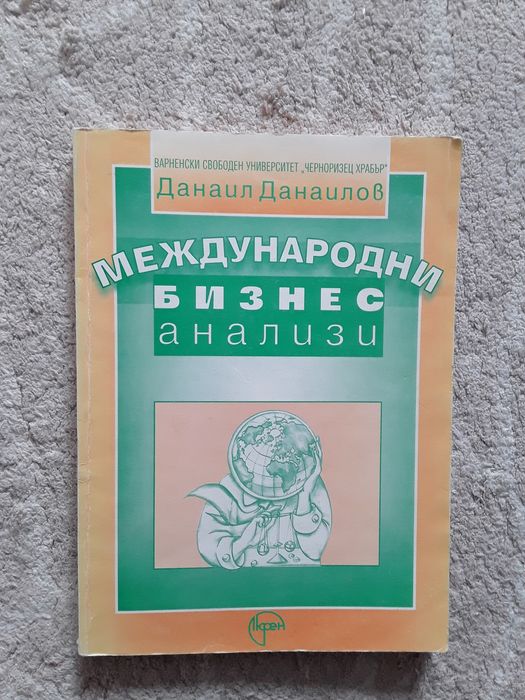 ВАРНЕНСКИ СВОБОДЕН УНИВЕРСИТЕТ „ЧЕРНОРИЗЕЦ ХРАБЪР"
Данаил Данаилов
МЕЖДУНАРОДНИ
БИЗНЕС
анализи